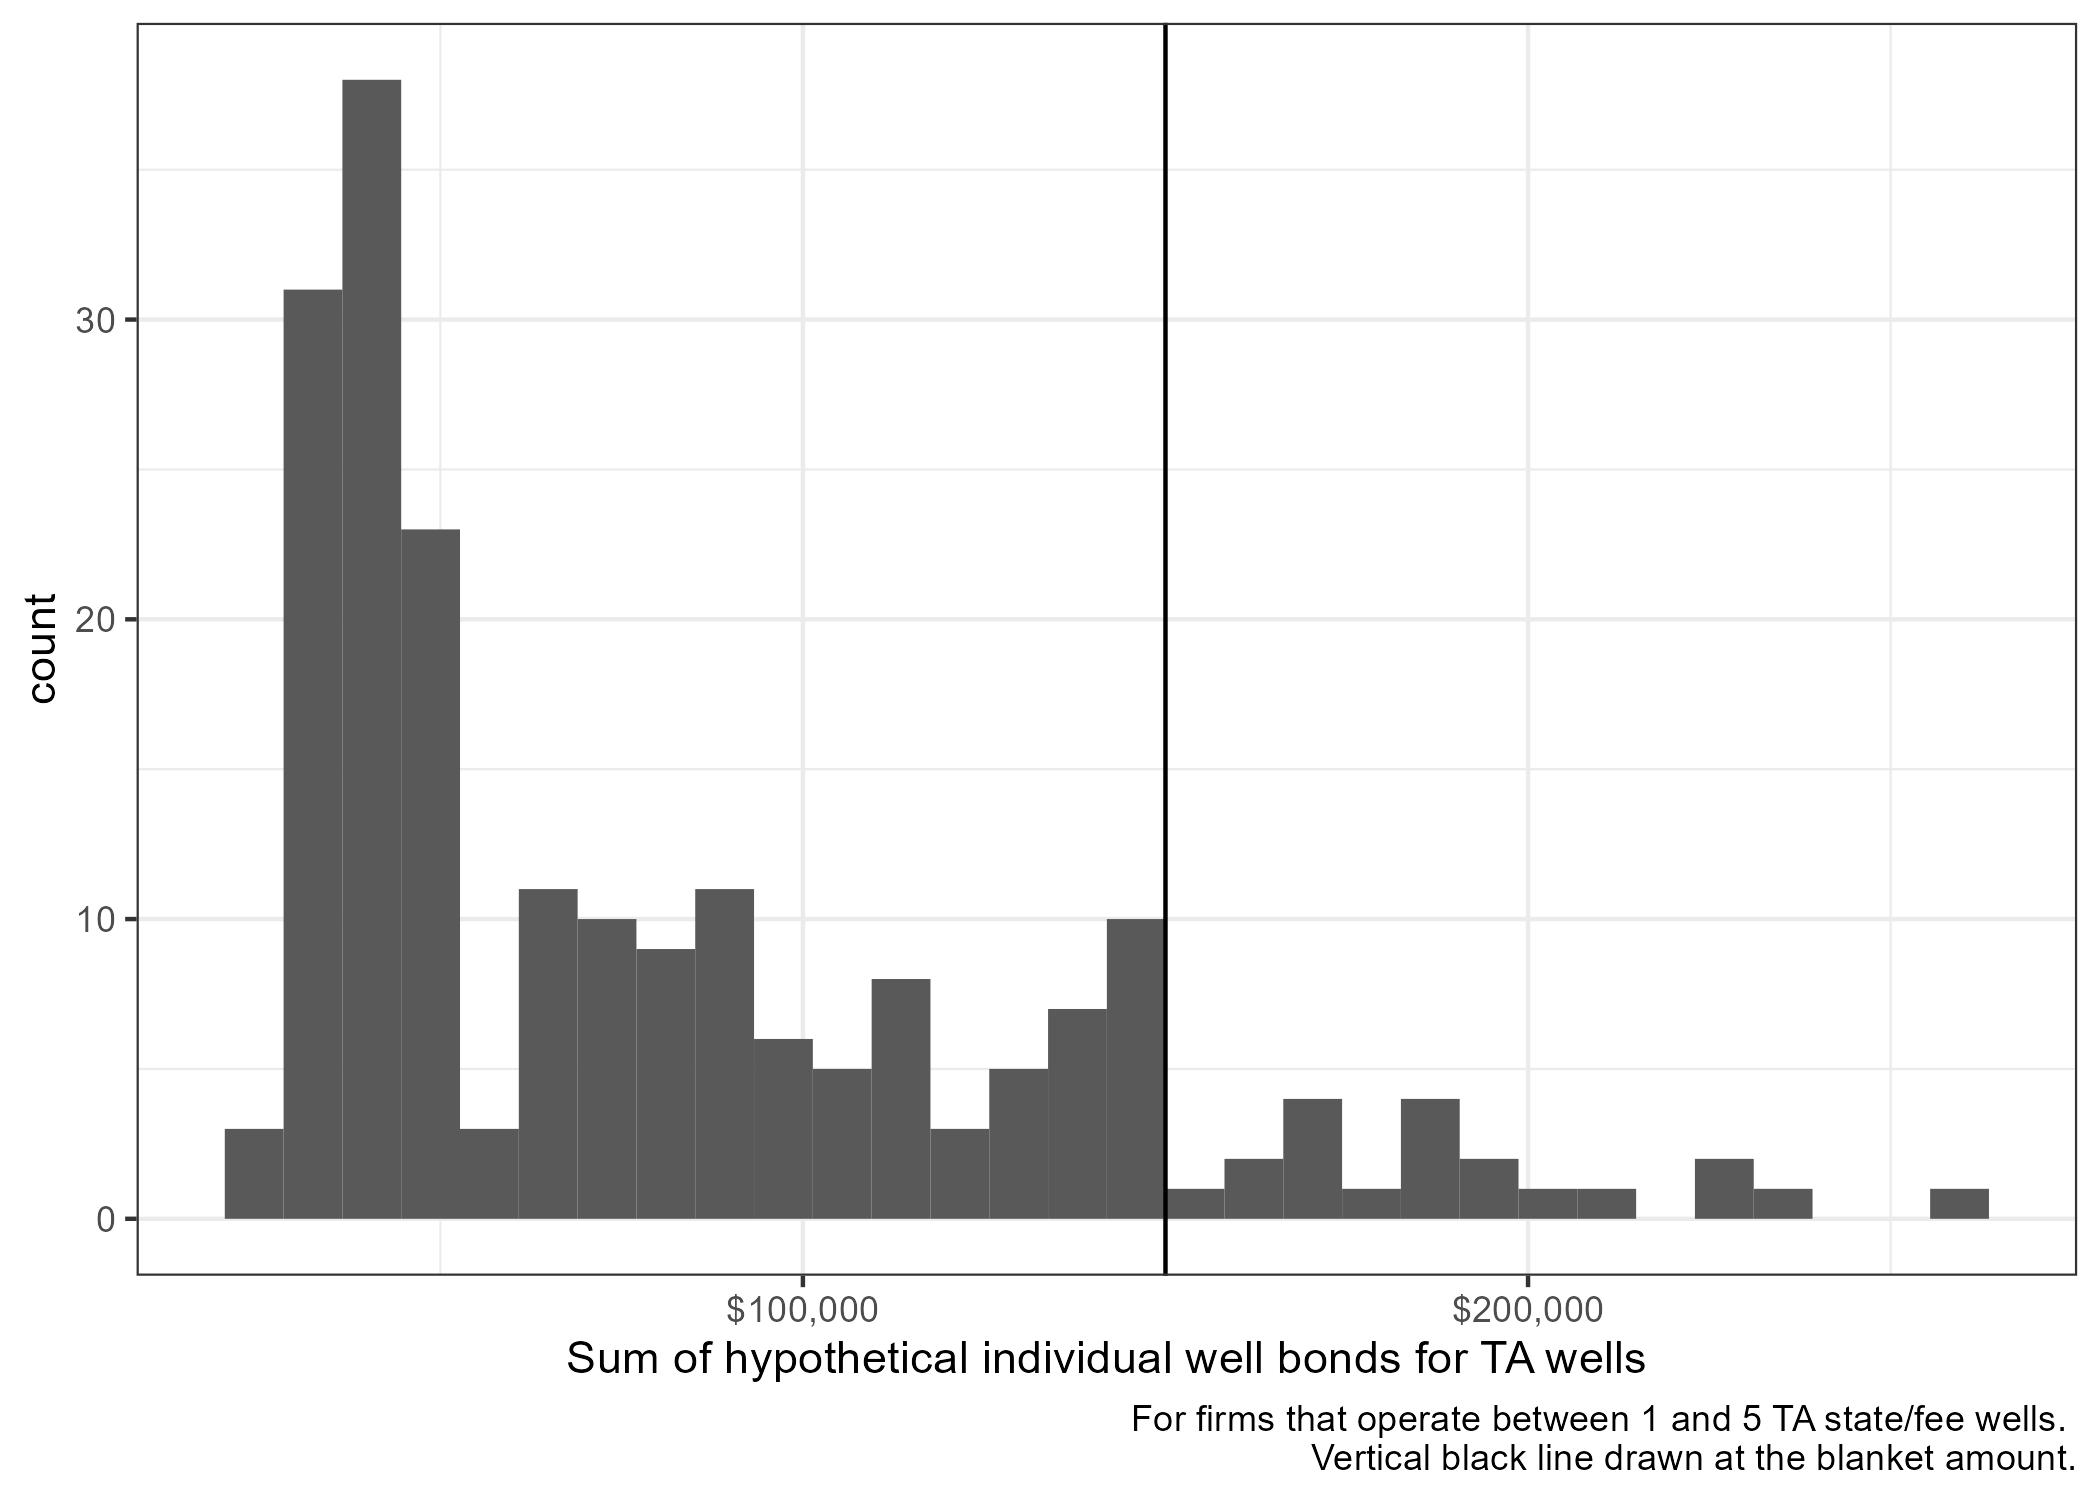 count
30
20
10
0
$100,000
$200,000
Sum of hypothetical individual well bonds for TA wells
For firms that operate between 1 and 5 TA state/fee wells.
Vertical black line drawn at the blanket amount.